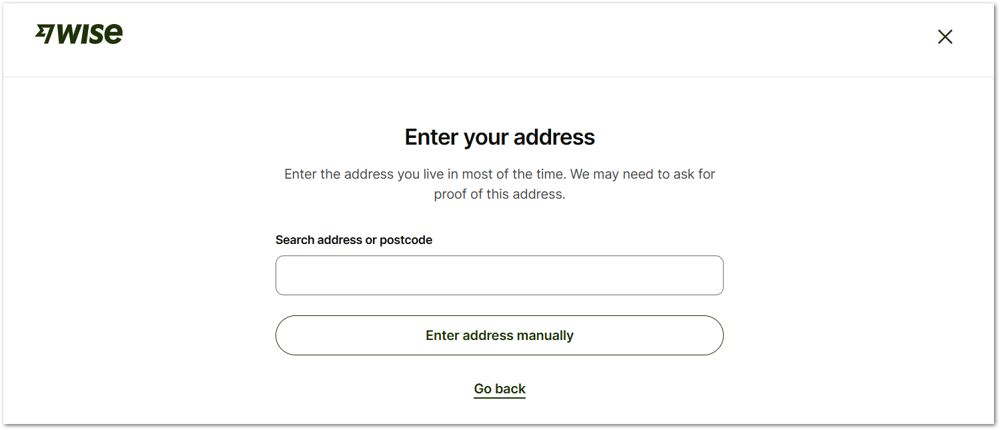 wise
Enter your address
Enter the address you live in most of the time. We may need to ask for
proof of this address.
Search address or postcode
Enter address manually
Go back